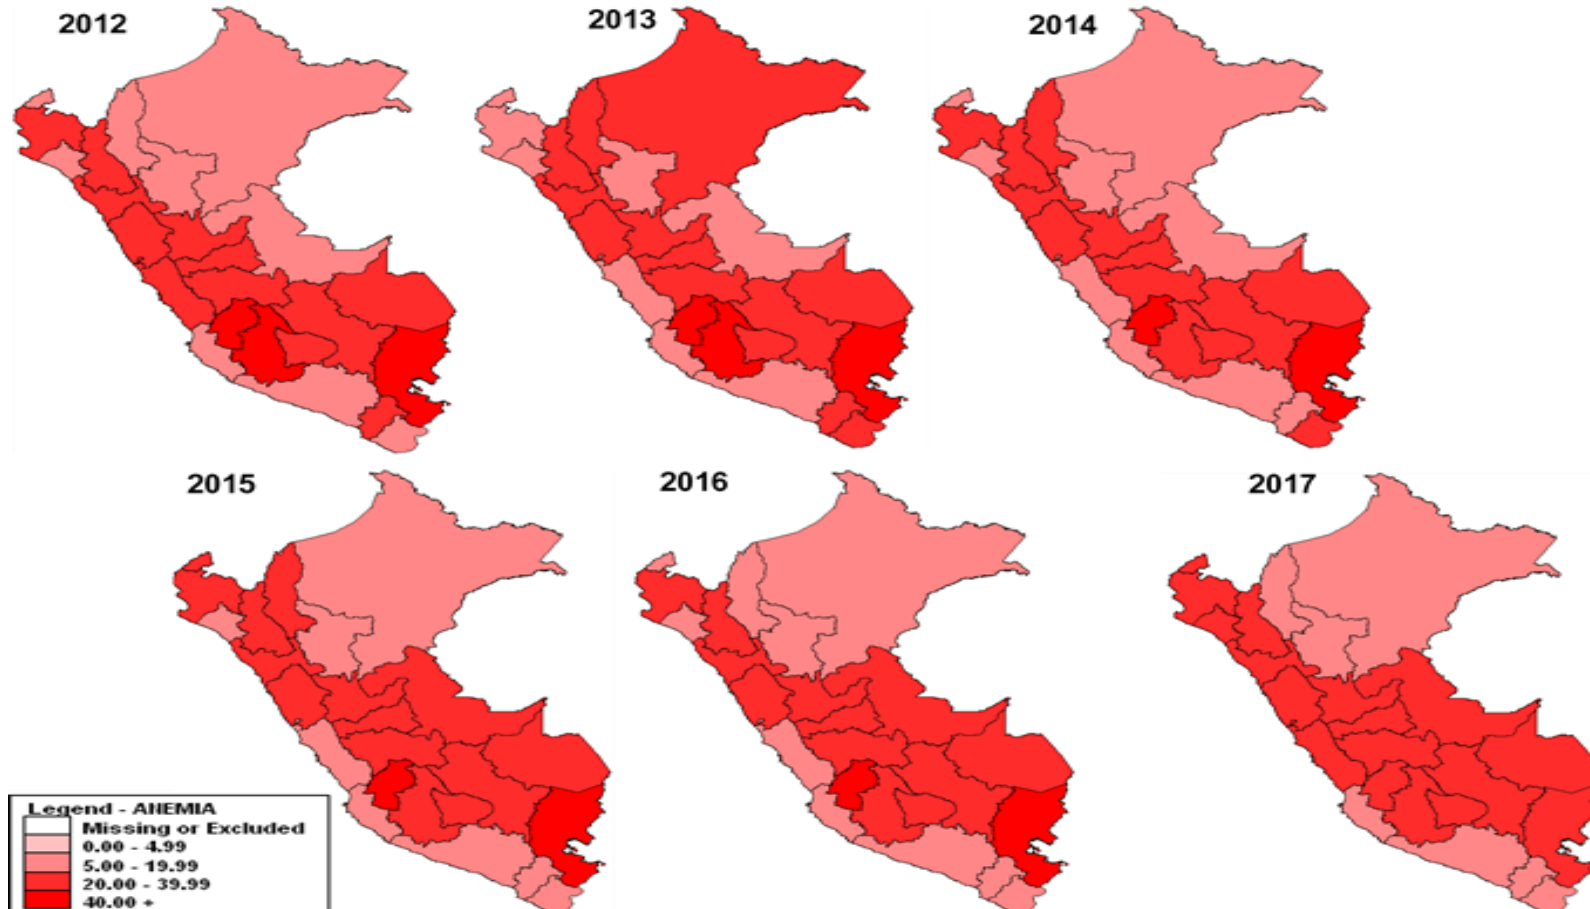 2012
2013
2014
2015
2016
2017
Legend - ANEMIA
Missing or Excluded
0.00 - 4.99
5.00 - 19.99
20.00 - 39.99
40.00 +